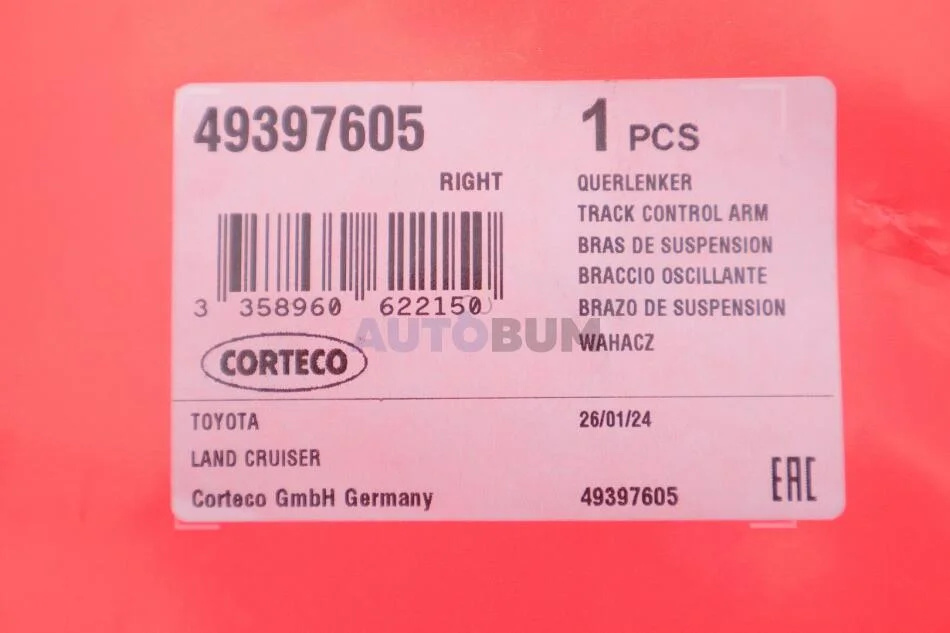 49397605
1 PCS
RIGHT
QUERLENKER
TRACK CONTROL ARM
BRAS DE SUSPENSION
BRACCIO OSCILLANTE
BRAZO DE SUSPENSION
WAHACZ
3 358960 622150
AUTOBUM
CORTECO
TOYOTA
26/01/24
LAND CRUISER
Corteco GmbH Germany
49397605
EAC